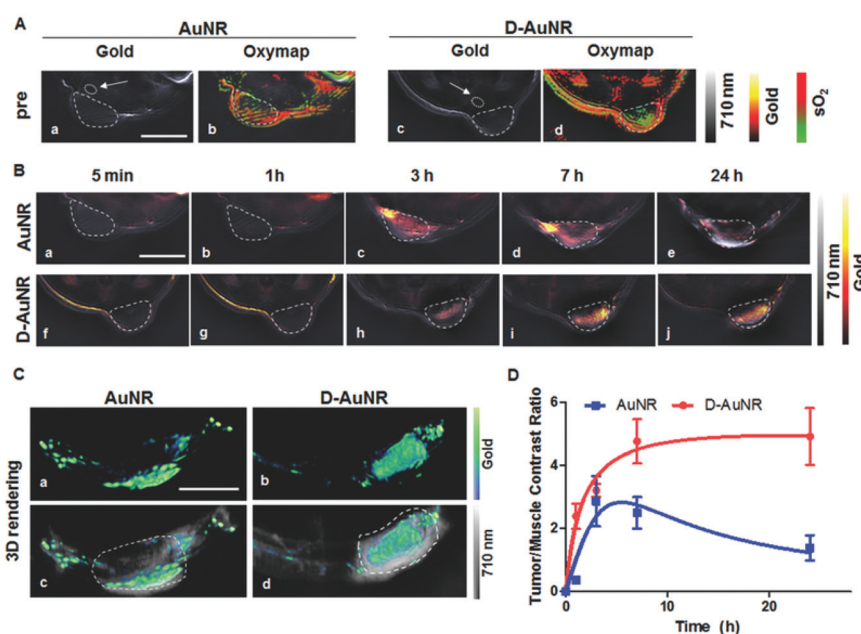 A
AuNR
D-AuNR
Gold
Oxymap
Gold
Oxymap
pre
a
b
c
d
710 nm
Gold
sO₂
B
5 min
1h
3 h
7 h
24 h
AuNR
a
b
c
d
e
D-AuNR
f
g
h
i
j
710 nm
Gold
C
AuNR
D-AuNR
3D rendering
a
b
c
d
Gold
710 nm
D
AuNR
D-AuNR
Tumor/Muscle Contrast Ratio
6
4
2
0
0
10
20
Time (h)